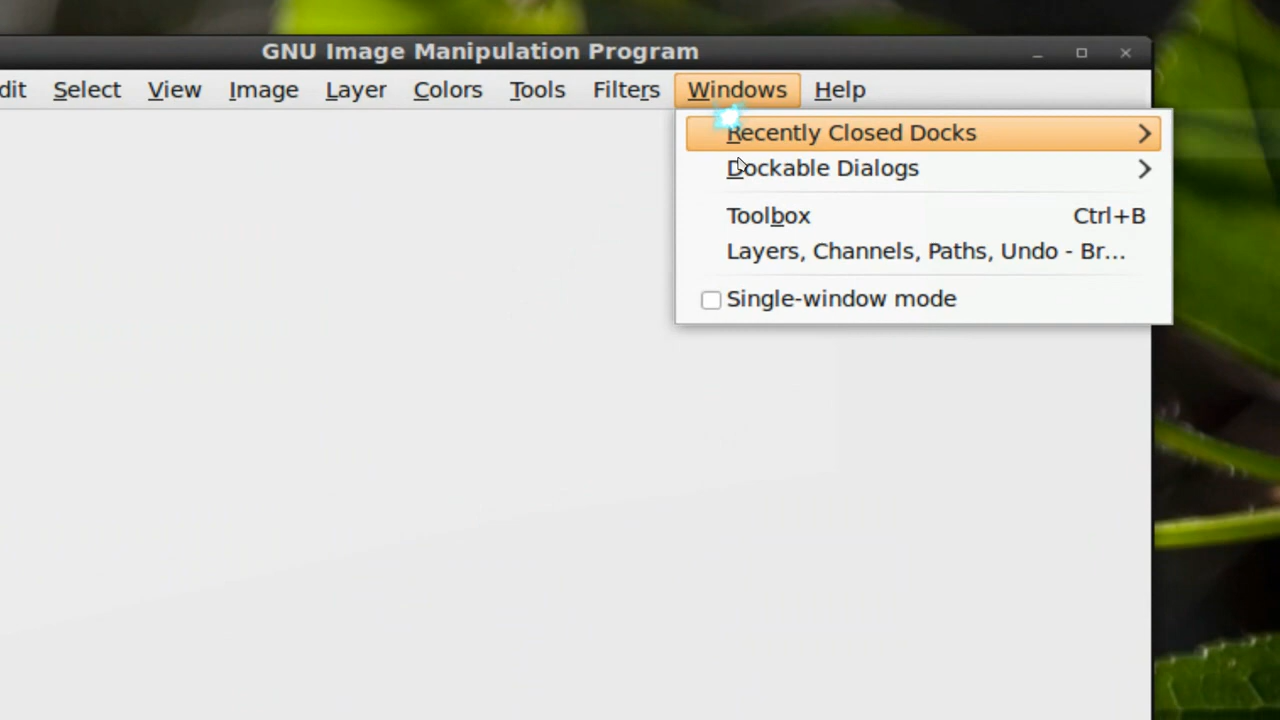 GNU Image Manipulation Program
dit Select View Image Layer Colors Tools Filters Windows Help
Recently Closed Docks
Dockable Dialogs
Toolbox Ctrl+B
Layers, Channels, Paths, Undo - Br...
Single-window mode